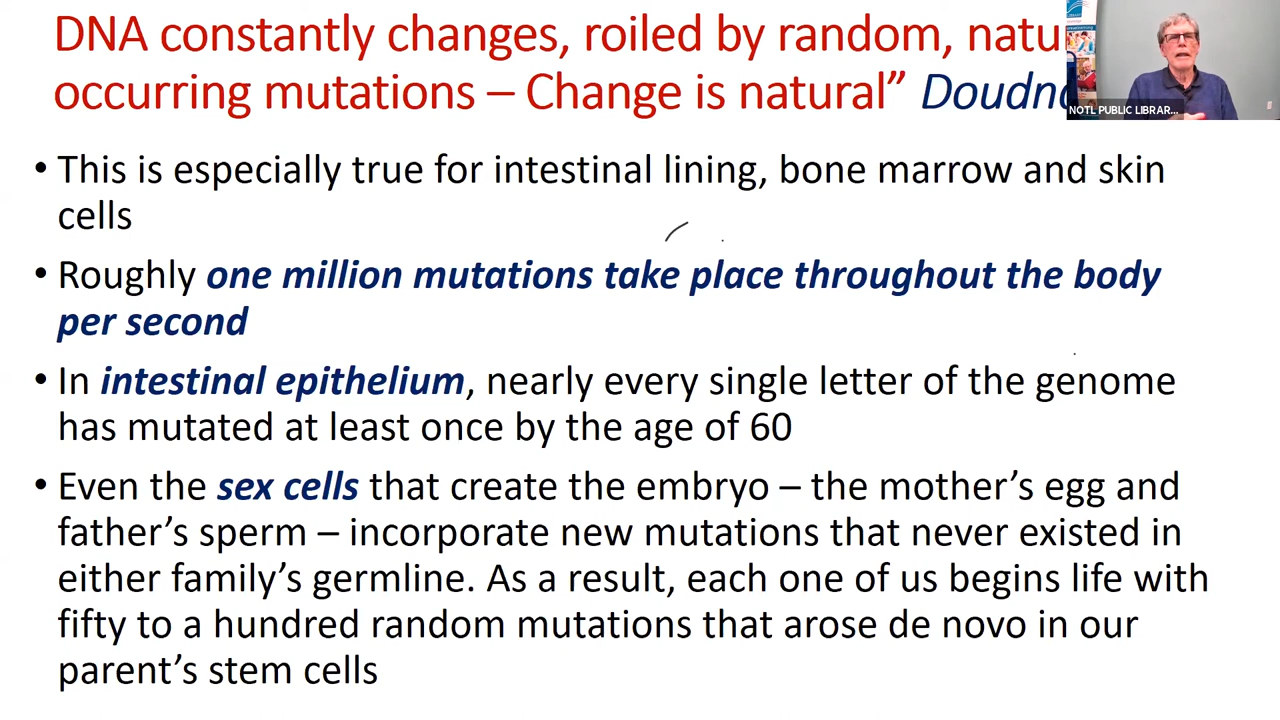 DNA constantly changes, roiled by random,
occurring mutations – Change is natural”
• This is especially true for intestinal lining, bone marrow and skin
cells
• Roughly one million mutations take place throughout the body
per second
• In intestinal epithelium, nearly every single letter of the genome
has mutated at least once by the age of 60
• Even the sex cells that create the embryo – the mother’s egg and
father’s sperm – incorporate new mutations that never existed in
either family’s germline. As a result, each one of us begins life with
fifty to a hundred random mutations that arose de novo in our
parent’s stem cells
NOTL PUBLIC LIBRAR...